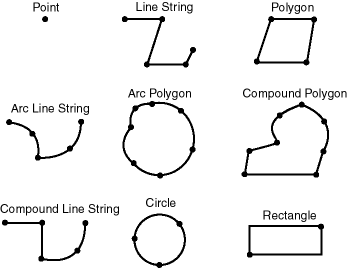 Point
Line String
Polygon
Arc Line String
Arc Polygon
Compound Polygon
Compound Line String
Circle
Rectangle